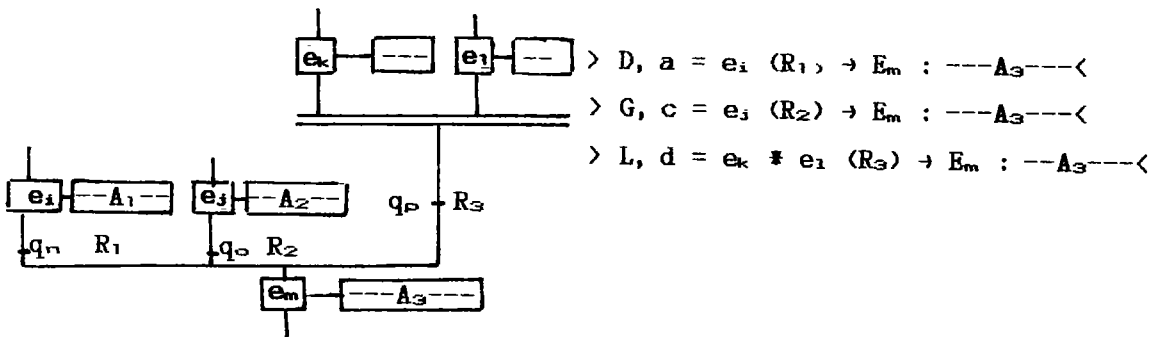 eₖ --- e₁ -- > D, a = eᵢ (R₁) → Eₘ : ---A₃---<
> G, c = eⱼ (R₂) → Eₘ : ---A₃---<
> L, d = eₖ * e₁ (R₃) → Eₘ : --A₃---<
eᵢ --A₁-- eⱼ --A₂-- qₚ R₃
qₙ R₁ qₒ R₂
eₘ ---A₃---